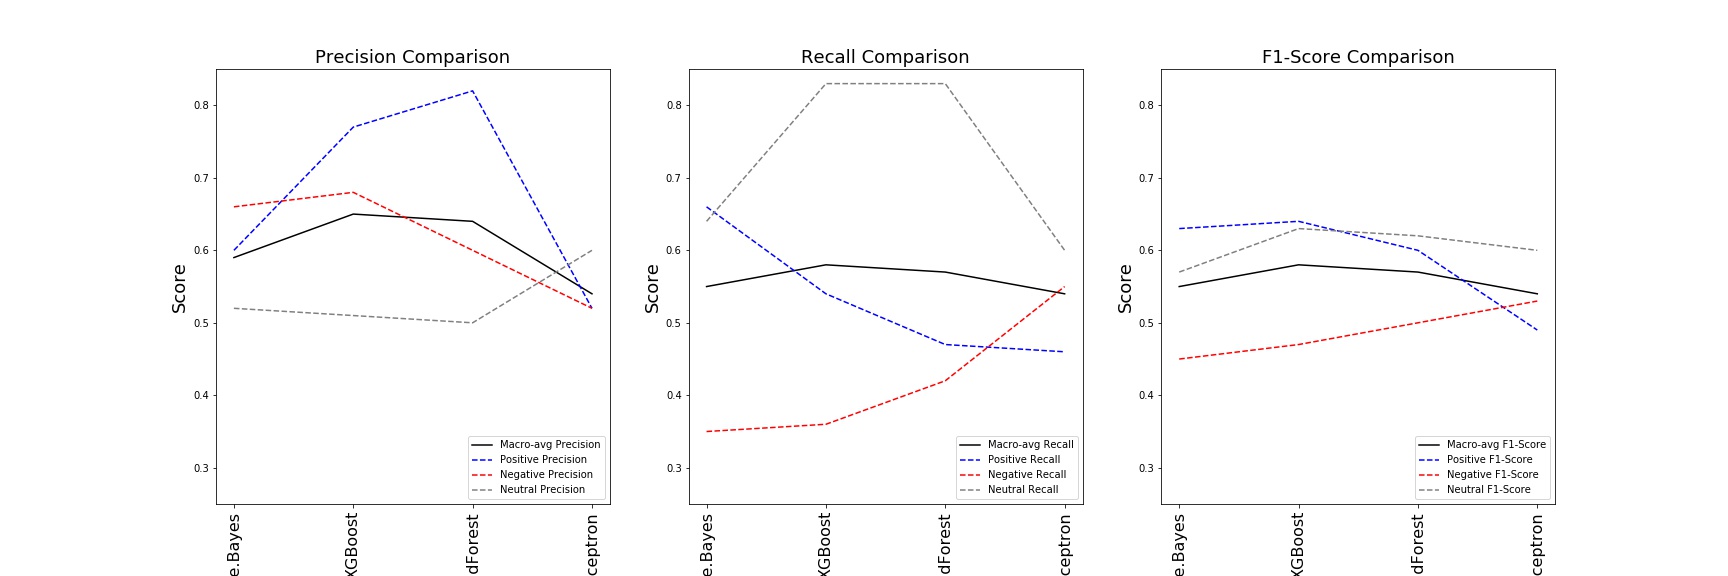 Precision Comparison
Score
0.8
0.7
0.6
0.5
0.4
0.3
Macro-avg Precision
Positive Precision
Negative Precision
Neutral Precision
e.Bayes
XGBoost
dForest
ceptron
Recall Comparison
Score
0.8
0.7
0.6
0.5
0.4
0.3
Macro-avg Recall
Positive Recall
Negative Recall
Neutral Recall
e.Bayes
XGBoost
dForest
ceptron
F1-Score Comparison
Score
0.8
0.7
0.6
0.5
0.4
0.3
Macro-avg F1-Score
Positive F1-Score
Negative F1-Score
Neutral F1-Score
e.Bayes
XGBoost
dForest
ceptron